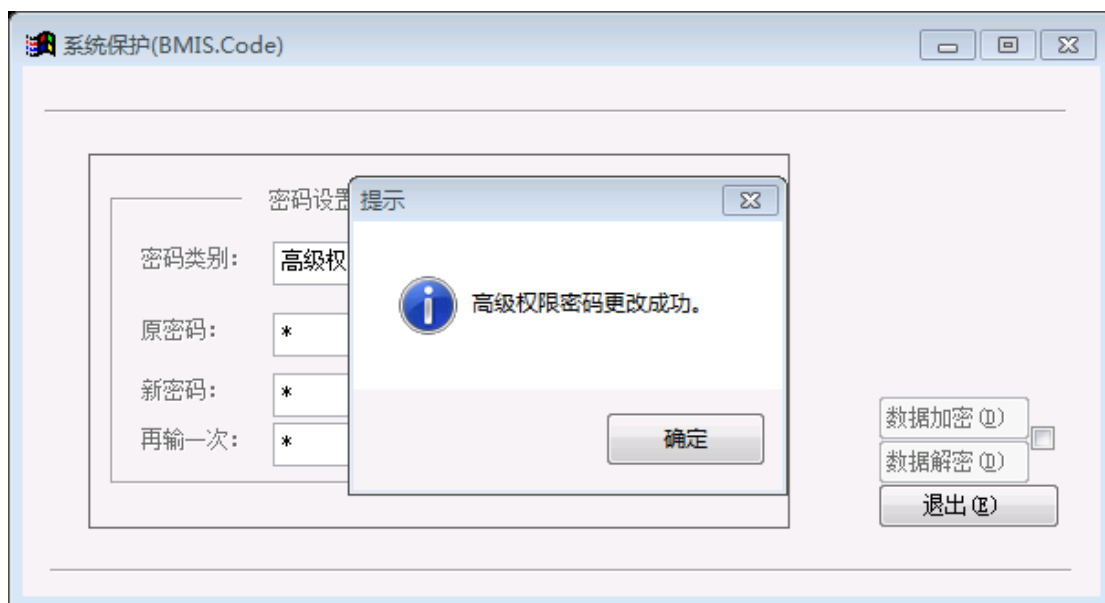 系统保护(BMIS.Code)
密码设置
提示
密码类别:
高级权
高级权限密码更改成功。
原密码:
*
新密码:
*
再输一次:
*
确定
数据加密(D)
数据解密(D)
退出(E)